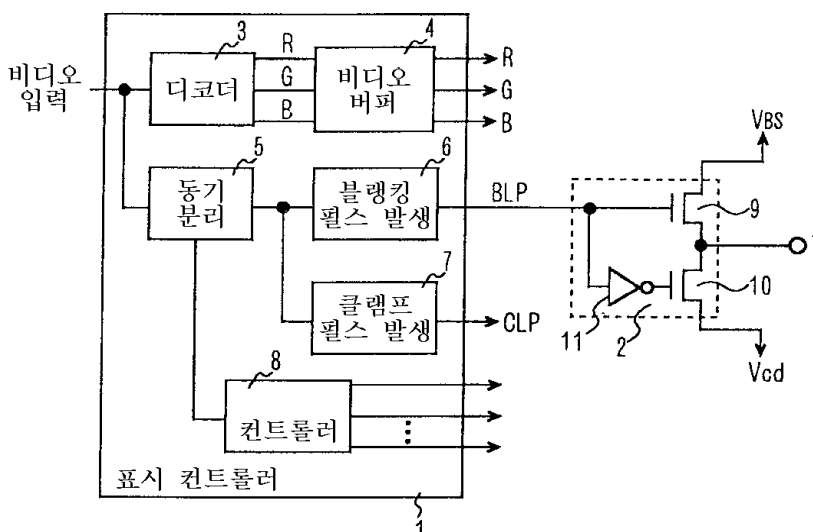 비디오
입력
3
디코더
R
G
B
4
비디오
버퍼
R
G
B
5
동기
분리
6
블랭킹
펄스 발생
BLP
7
클램프
펄스 발생
CLP
8
컨트롤러
표시 컨트롤러
1
VBS
9
10
11
2
Vcd